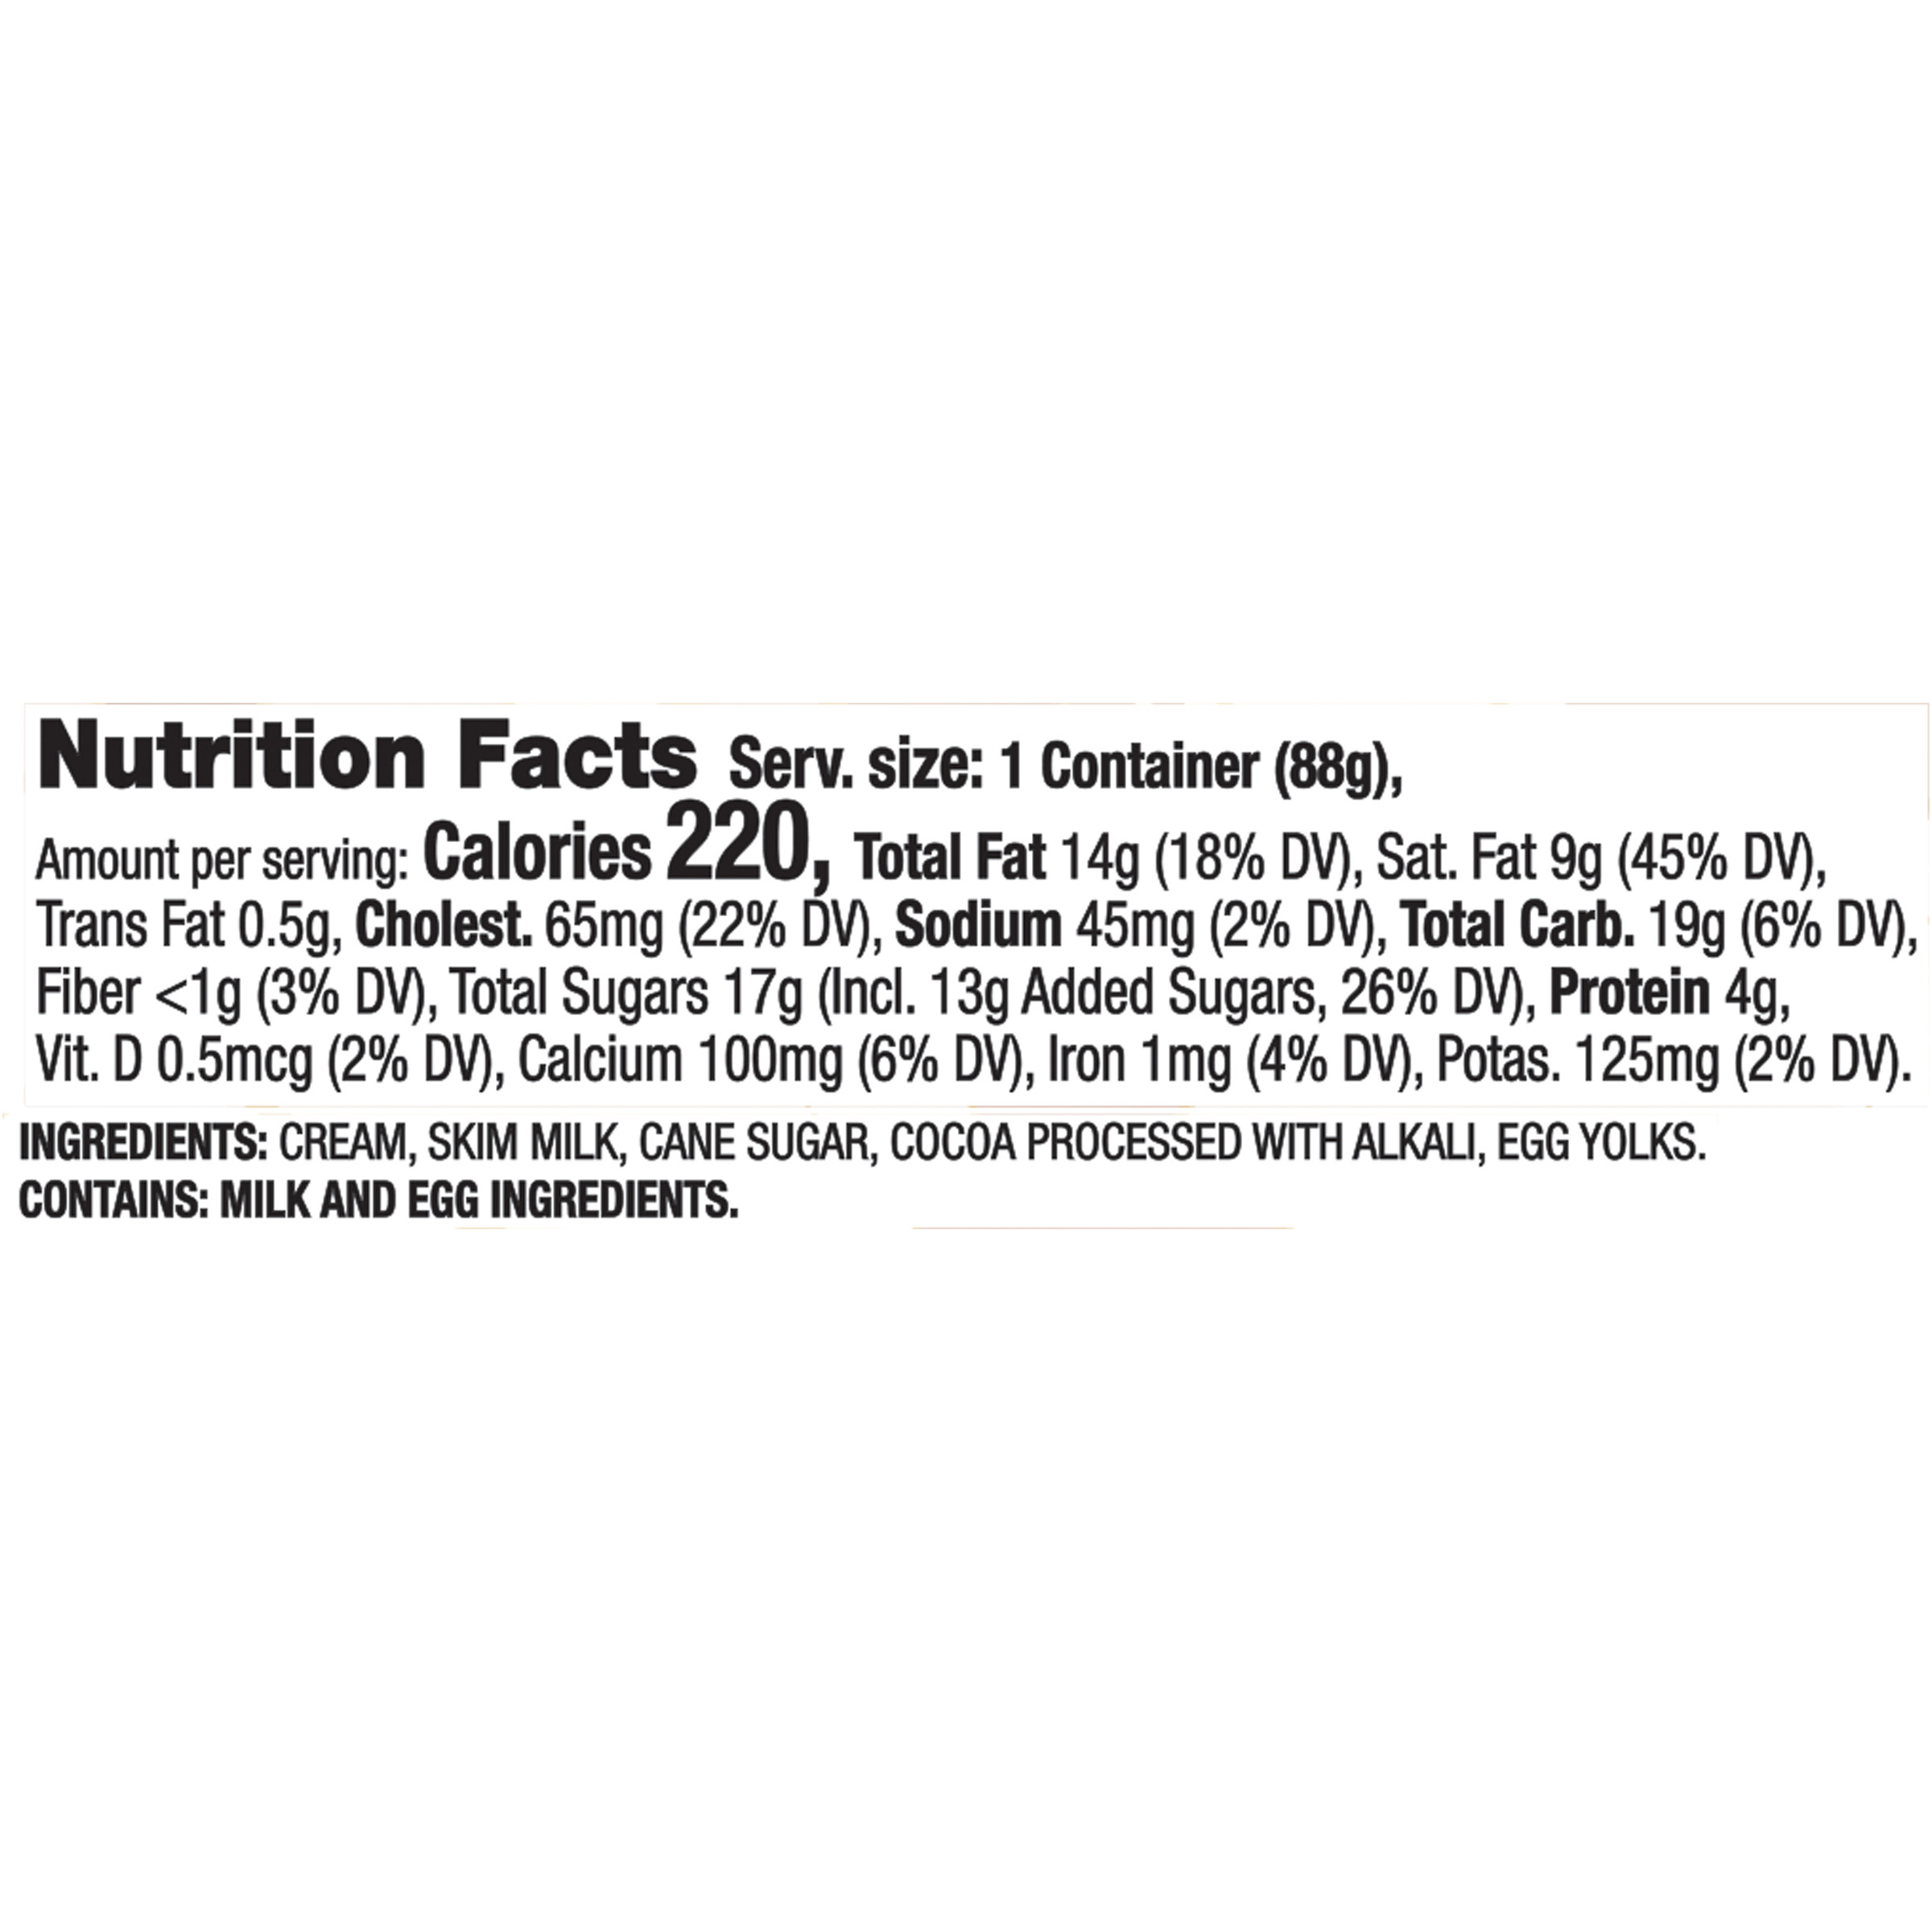 Nutrition Facts Serv. size: 1 Container (88g),
Amount per serving: Calories 220, Total Fat 14g (18% DV), Sat. Fat 9g (45% DV),
Trans Fat 0.5g, Cholest. 65mg (22% DV), Sodium 45mg (2% DV), Total Carb. 19g (6% DV),
Fiber <1g (3% DV), Total Sugars 17g (Incl. 13g Added Sugars, 26% DV), Protein 4g,
Vit. D 0.5mcg (2% DV), Calcium 100mg (6% DV), Iron 1mg (4% DV), Potas. 125mg (2% DV).
INGREDIENTS: CREAM, SKIM MILK, CANE SUGAR, COCOA PROCESSED WITH ALKALI, EGG YOLKS.
CONTAINS: MILK AND EGG INGREDIENTS.